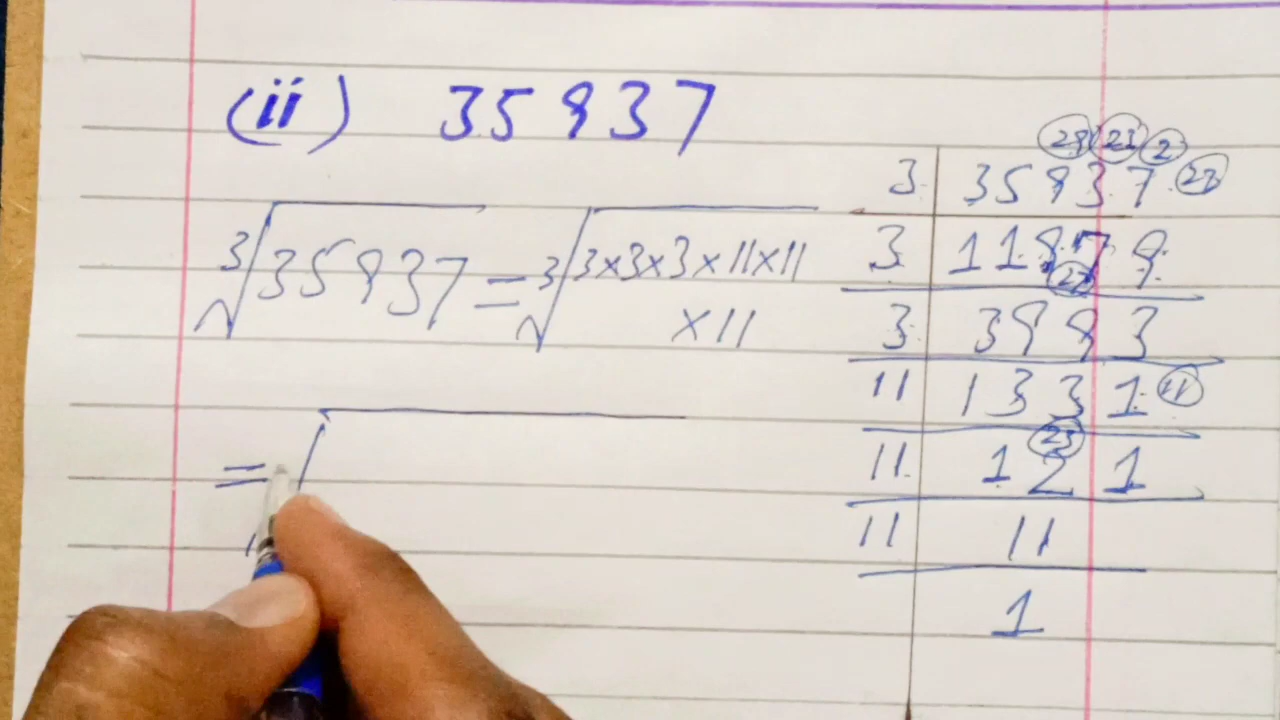 (ii) 35937
3 35937
3 11979
∛35937 = ∛3×3×3×11×11
×11
3 3993
11 1331 11
11 121
11 11
1
=